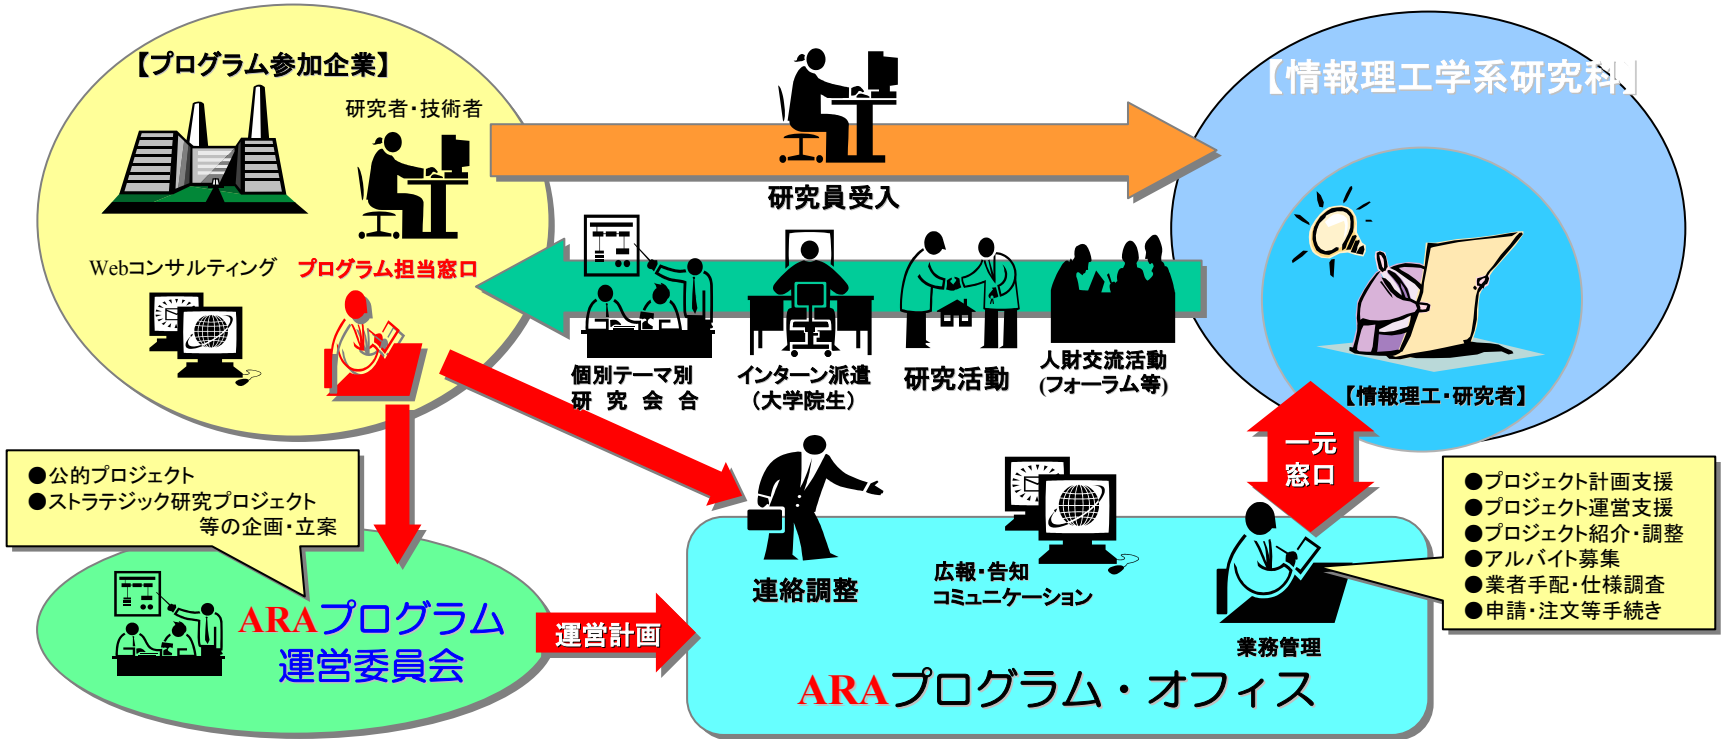 【プログラム参加企業】
研究者・技術者
Webコンサルティング
プログラム担当窓口
研究員受入
【情報理工学系研究科】
個別テーマ別
研 究 会 合
インターン派遣
（大学院生）
研究活動
人財交流活動
(フォーラム等)
【情報理工・研究者】
一元
窓口
●公的プロジェクト
●ストラテジック研究プロジェクト
等の企画・立案
ARAプログラム
運営委員会
運営計画
連絡調整
広報・告知
コミュニケーション
業務管理
ARAプログラム・オフィス
●プロジェクト計画支援
●プロジェクト運営支援
●プロジェクト紹介・調整
●アルバイト募集
●業者手配・仕様調査
●申請・注文等手続き